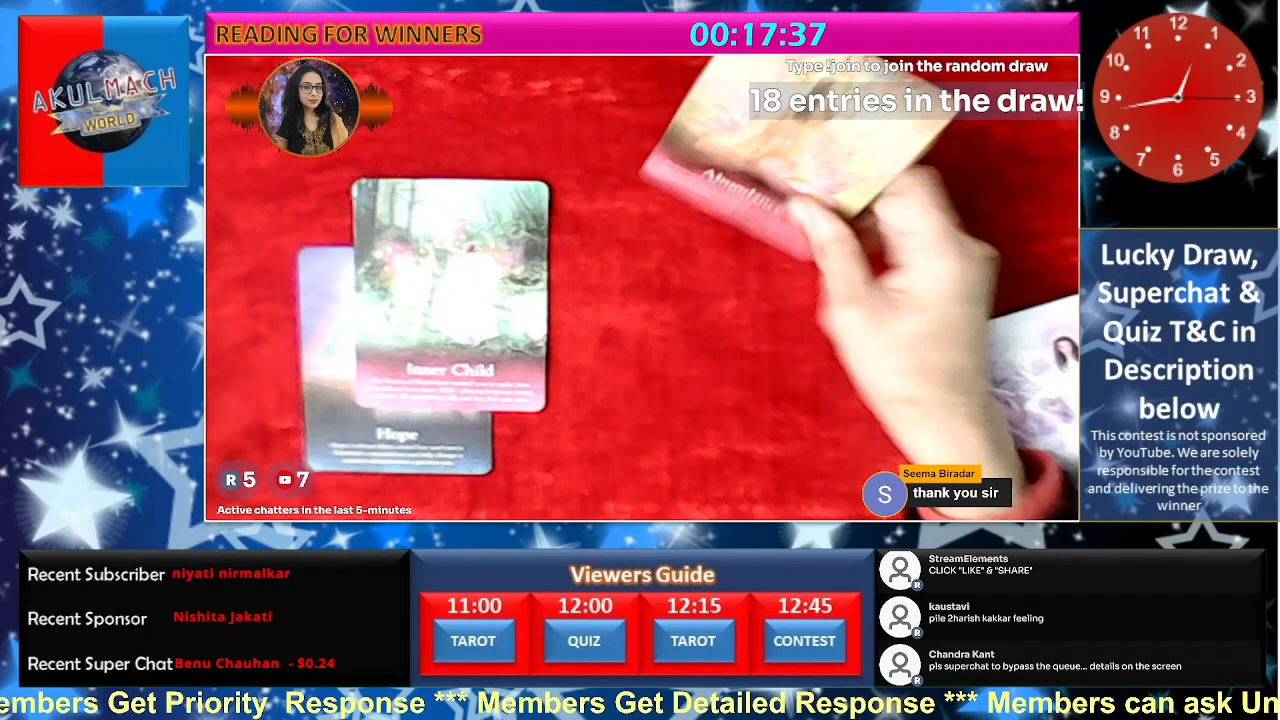 AKULMACH
WORLD
READING FOR WINNERS
00:17:37
Type !join to join the random draw
18 entries in the draw!
12
1
2
3
4
5
6
7
8
9
10
11
Abundance
Inner Child
Hope
R 5
7
Active chatters in the last 5-minutes
Seema Biradar
S
thank you sir
Lucky Draw,
Superchat &
Quiz T&C in
Description
below
This contest is not sponsored
by YouTube. We are solely
responsible for the contest
and delivering the prize to the
winner
Recent Subscriber niyati nirmalkar
Recent Sponsor Nishita Jakati
Recent Super Chat Benu Chauhan - $0.24
Viewers Guide
11:00 12:00 12:15 12:45
TAROT QUIZ TAROT CONTEST
StreamElements
CLICK "LIKE" & "SHARE"
R
kaustavi
pile 2harish kakkar feeling
R
Chandra Kant
pls superchat to bypass the queue... details on the screen
R
embers Get Priority Response *** Members Get Detailed Response *** Members can ask Un